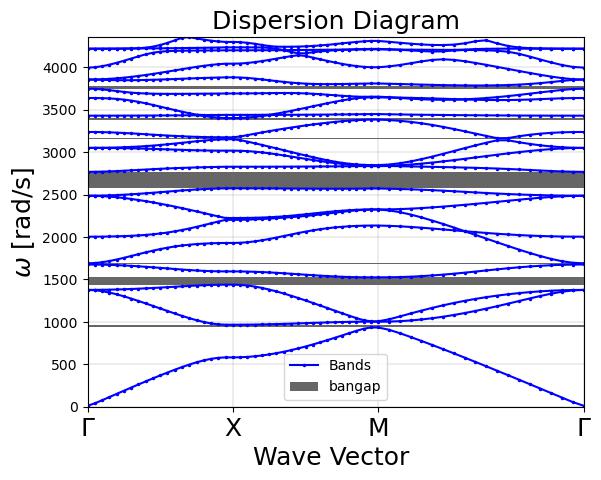 Dispersion Diagram
ω [rad/s]
4000
3500
3000
2500
2000
1500
1000
500
0
Bands
bangap
Γ X M Γ
Wave Vector